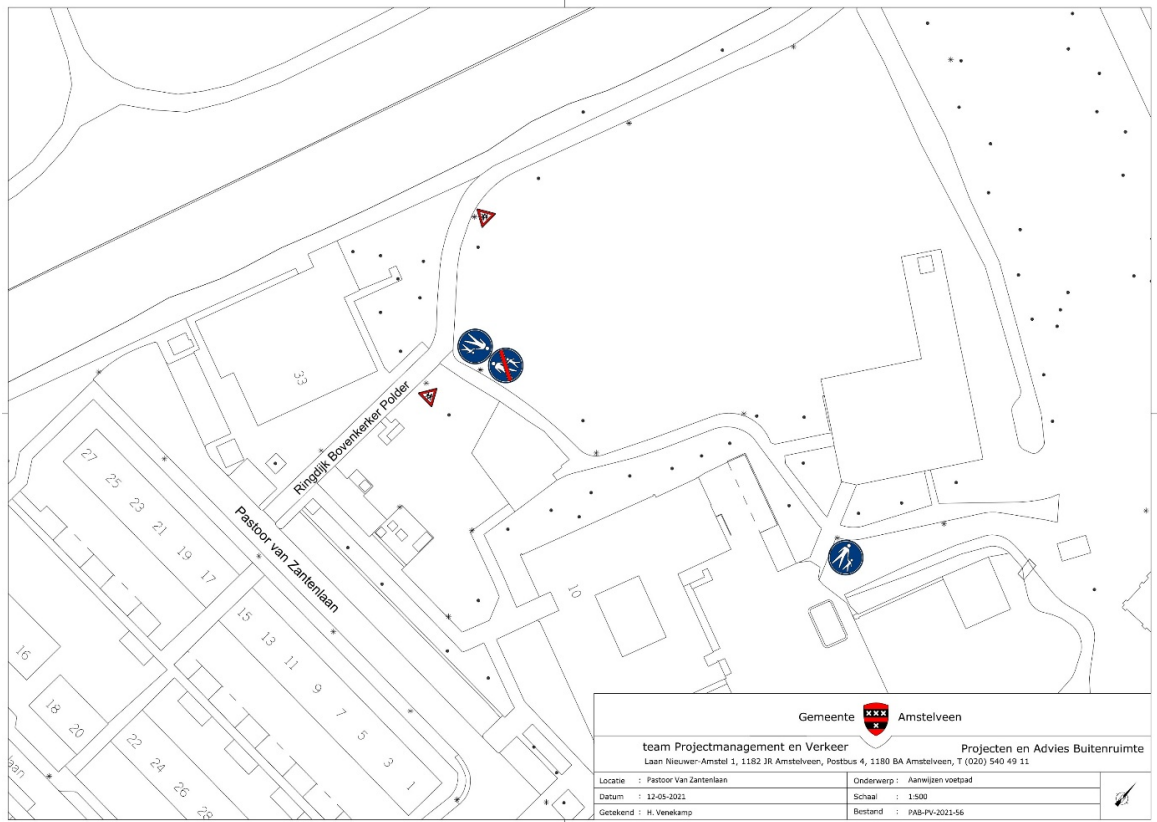 33
Ringdijk Bovenkerker Polder
Pastoor van Zantenlaan
27
25
23
21
19
17
15
13
11
9
7
5
3
1
10
16
18
20
22
24
26
28
Gemeente Amstelveen
team Projectmanagement en Verkeer Projecten en Advies Buitenruimte
Laan Nieuwer-Amstel 1, 1182 JR Amstelveen, Postbus 4, 1180 BA Amstelveen, T (020) 540 49 11
Locatie : Pastoor Van Zantenlaan Onderwerp : Aanwijzen voetpad
Datum : 12-05-2021 Schaal : 1:500
Getekend : H. Venekamp Bestand : PAB-PV-2021-56